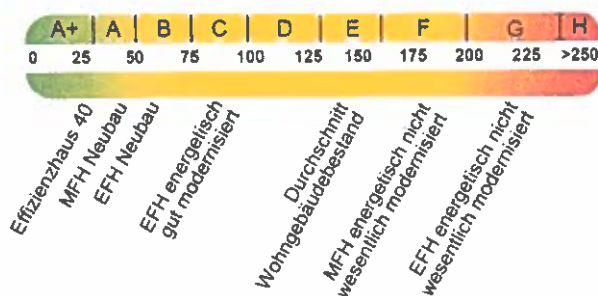 A+ A B C D E F G H
0 25 50 75 100 125 150 175 200 225 >250
Effizienzhaus 40
MFH Neubau
EFH Neubau
EFH energetisch
gut modernisiert
Durchschnitt
Wohngebäudebestand
MFH energetisch nicht
wesentlich modernisiert
EFH energetisch nicht
wesentlich modernisiert